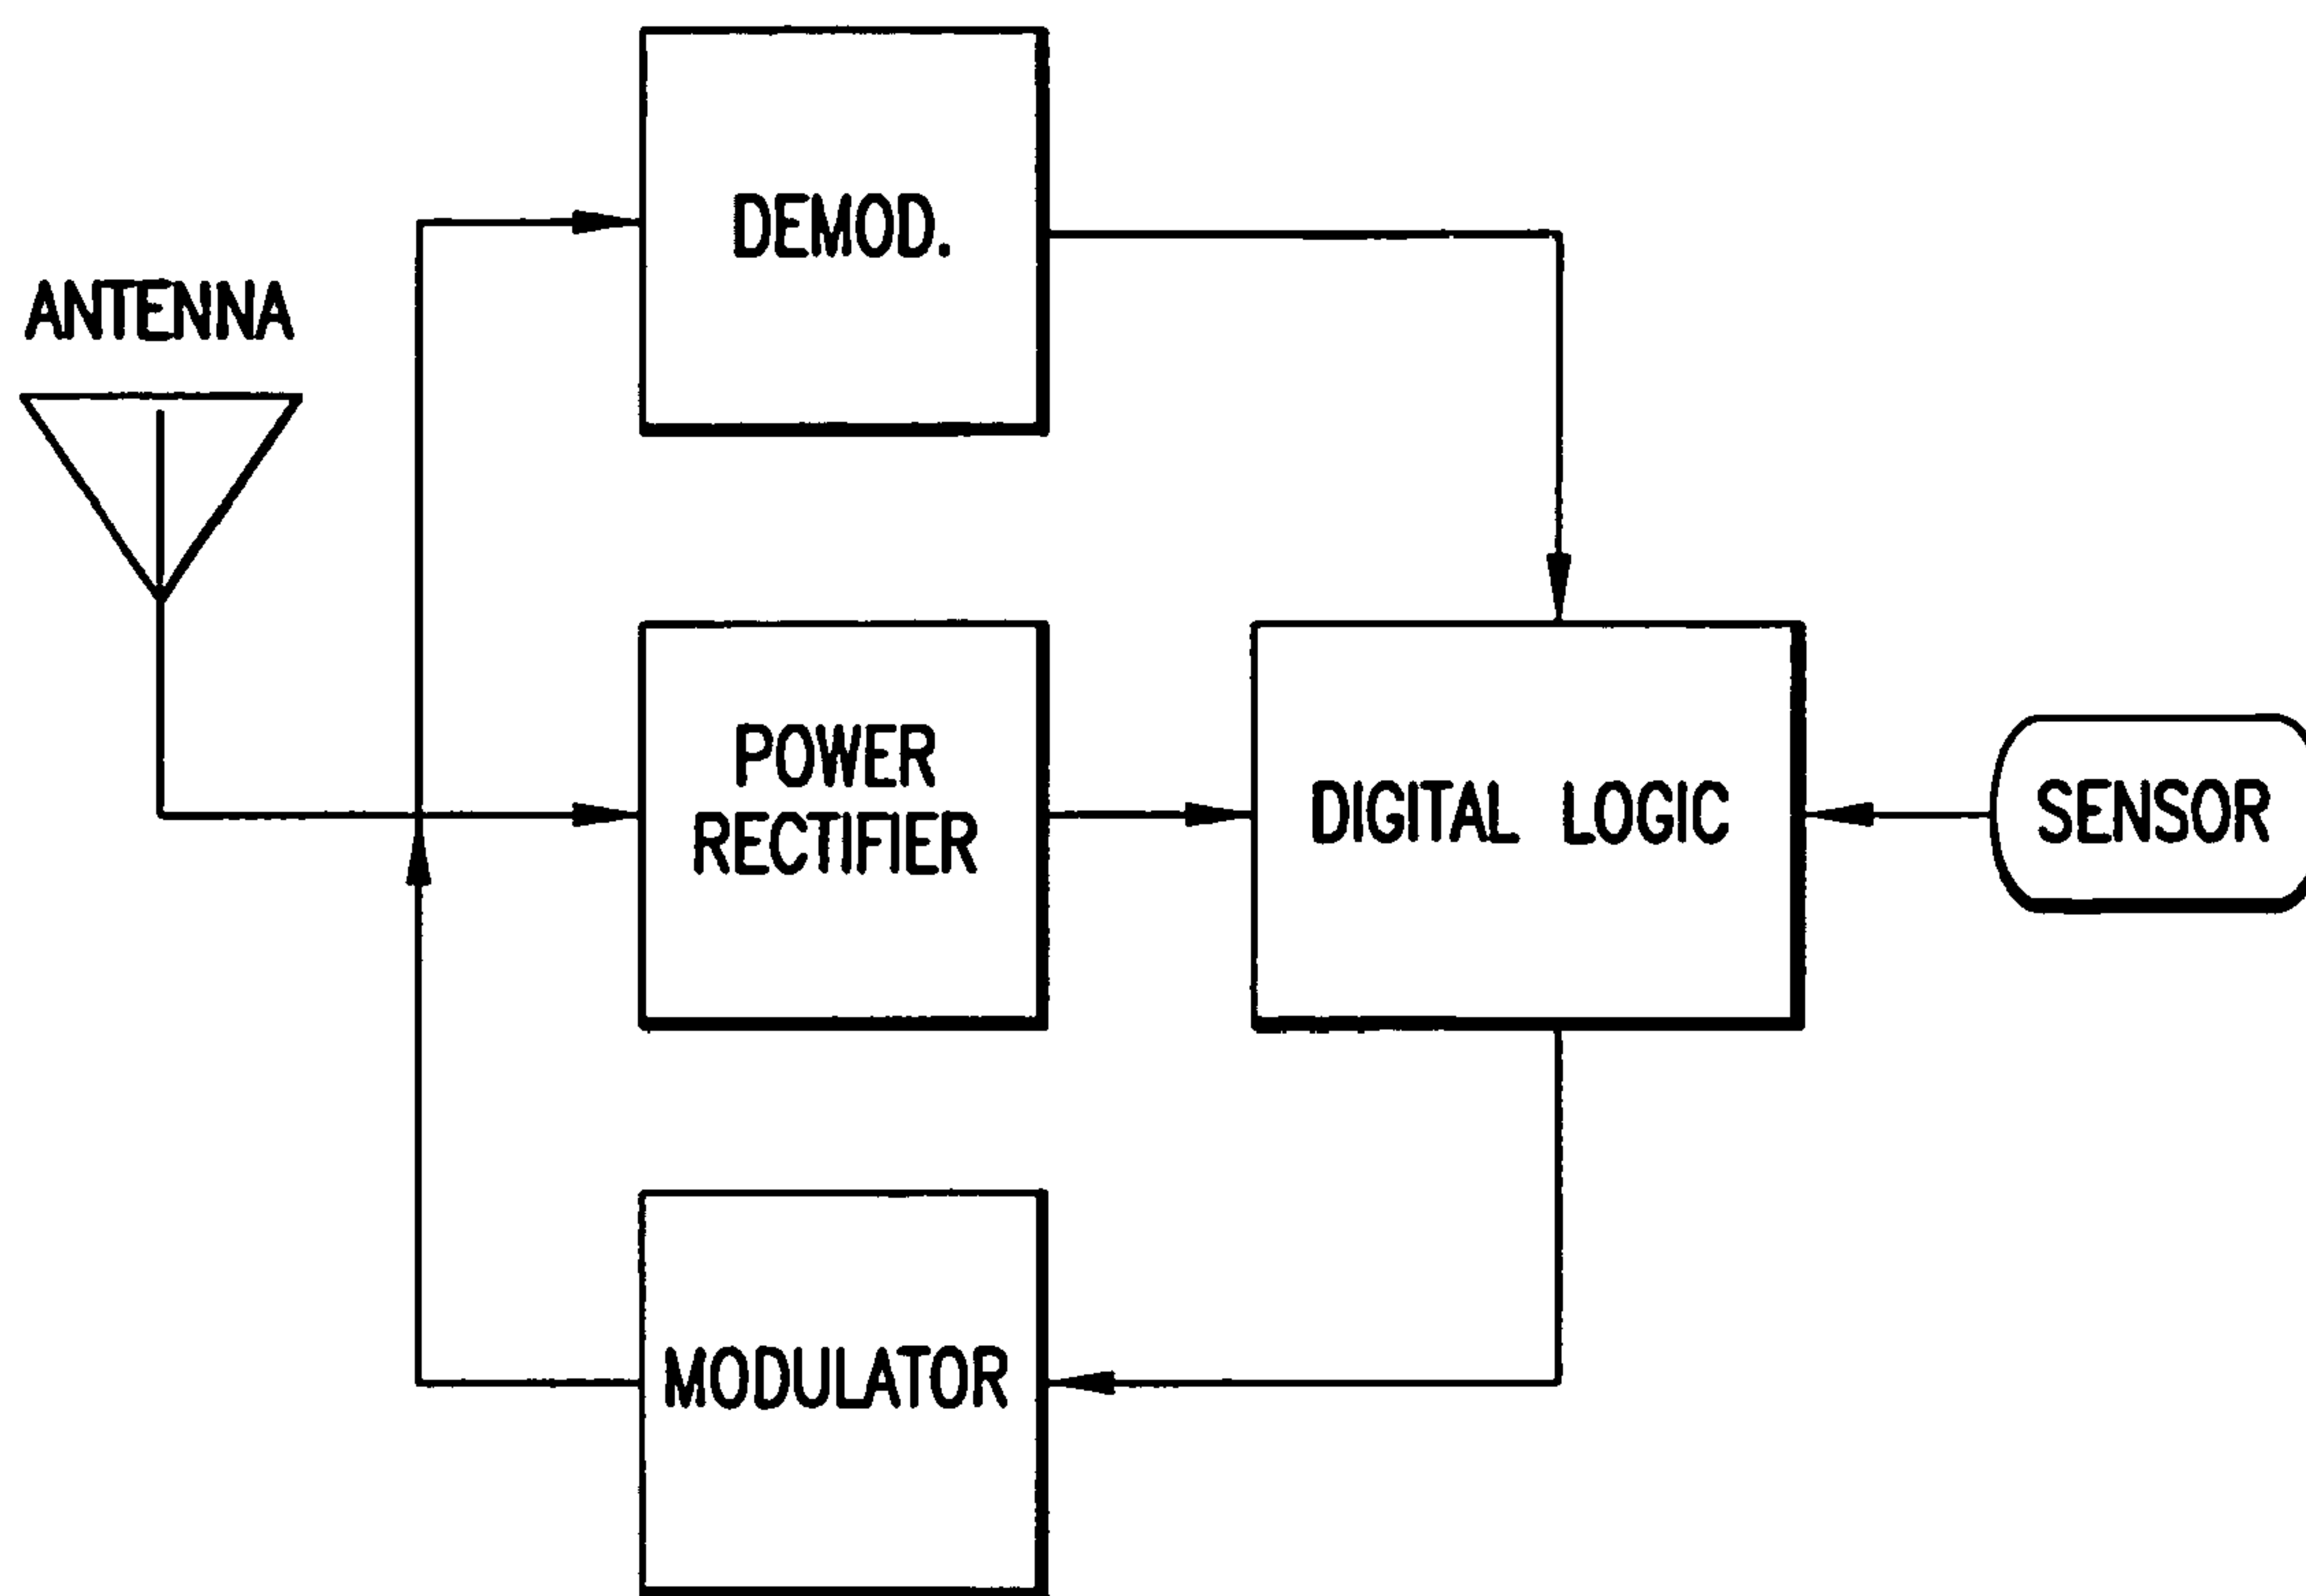 DEMOD.
ANTENNA
POWER
RECTIFIER
DIGITAL LOGIC
SENSOR
MODULATOR